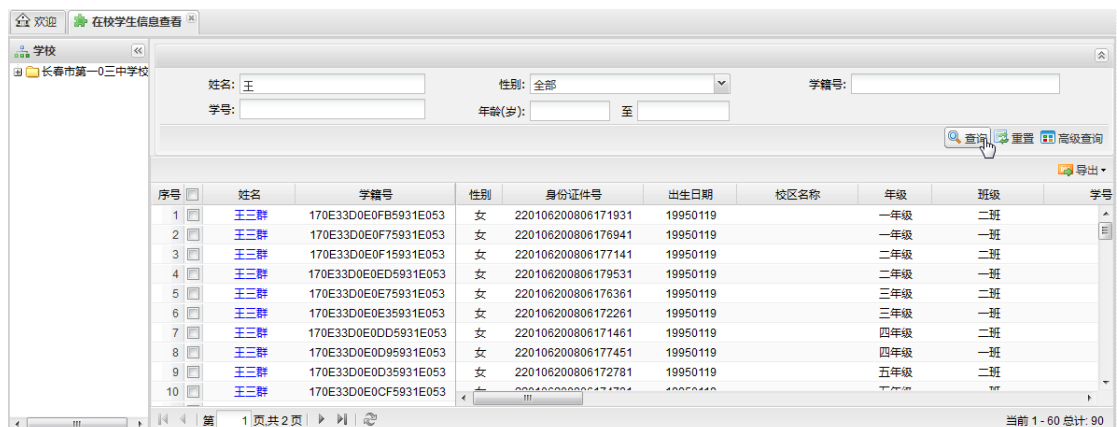 欢迎 在校学生信息查看
学校
长春市第一0三中学校
姓名: 王 性别: 全部 学籍号:
学号: 年龄(岁): 至
查询 重置 高级查询
导出
序号 姓名 学籍号 性别 身份证件号 出生日期 校区名称 年级 班级 学号
1 王三群 170E33D0E0FB5931E053 女 220106200806171931 19950119 一年级 二班
2 王三群 170E33D0E0F75931E053 女 220106200806176941 19950119 一年级 一班
3 王三群 170E33D0E0F15931E053 女 220106200806177141 19950119 二年级 二班
4 王三群 170E33D0E0ED5931E053 女 220106200806179531 19950119 二年级 一班
5 王三群 170E33D0E0E75931E053 女 220106200806176361 19950119 三年级 二班
6 王三群 170E33D0E0E35931E053 女 220106200806172261 19950119 三年级 一班
7 王三群 170E33D0E0DD5931E053 女 220106200806171461 19950119 四年级 二班
8 王三群 170E33D0E0D95931E053 女 220106200806177451 19950119 四年级 一班
9 王三群 170E33D0E0D35931E053 女 220106200806172781 19950119 五年级 二班
10 王三群 170E33D0E0CF5931E053
第 1 页,共 2 页 当前 1 - 60 总计: 90